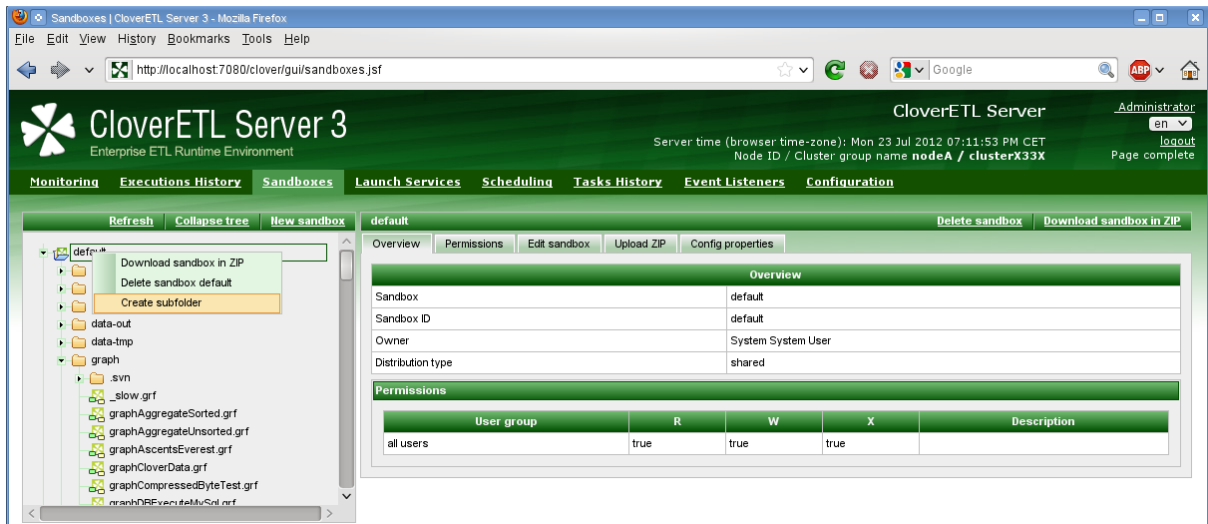 Sandboxes | CloverETL Server 3 - Mozilla Firefox
File Edit View History Bookmarks Tools Help
http://localhost:7080/clover/gui/sandboxes.jsf
Google
ABP
CloverETL Server 3
Enterprise ETL Runtime Environment
CloverETL Server
Server time (browser time-zone): Mon 23 Jul 2012 07:11:53 PM CET
Node ID / Cluster group name nodeA / clusterX33X
Administrator
en
logout
Page complete
Monitoring Executions History Sandboxes Launch Services Scheduling Tasks History Event Listeners Configuration
Refresh Collapse tree New sandbox
default
Download sandbox in ZIP
Delete sandbox default
Create subfolder
data-out
data-tmp
graph
.svn
_slow.grf
graphAggregateSorted.grf
graphAggregateUnsorted.grf
graphAscentsEverest.grf
graphCloverData.grf
graphCompressedByteTest.grf
graphDBExecuteMySql.grf
default Delete sandbox Download sandbox in ZIP
Overview Permissions Edit sandbox Upload ZIP Config properties
Overview
Sandbox default
Sandbox ID default
Owner System System User
Distribution type shared
Permissions
User group R W X Description
all users true true true